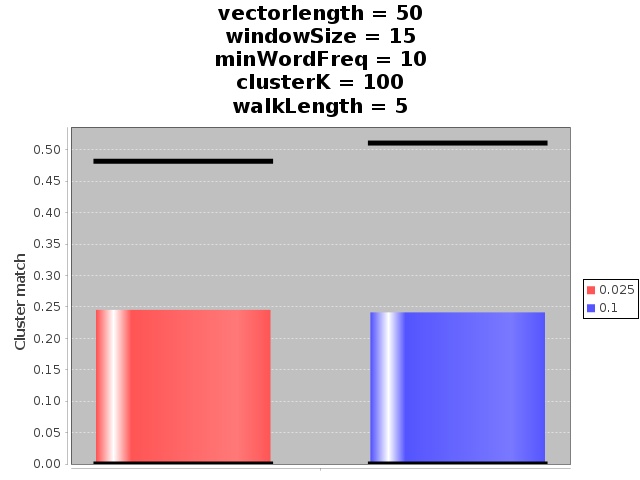 vectorlength = 50
windowSize = 15
minWordFreq = 10
clusterK = 100
walkLength = 5
0.50
0.45
0.40
0.35
0.30
0.25
0.20
0.15
0.10
0.05
0.00
Cluster match
0.025
0.1